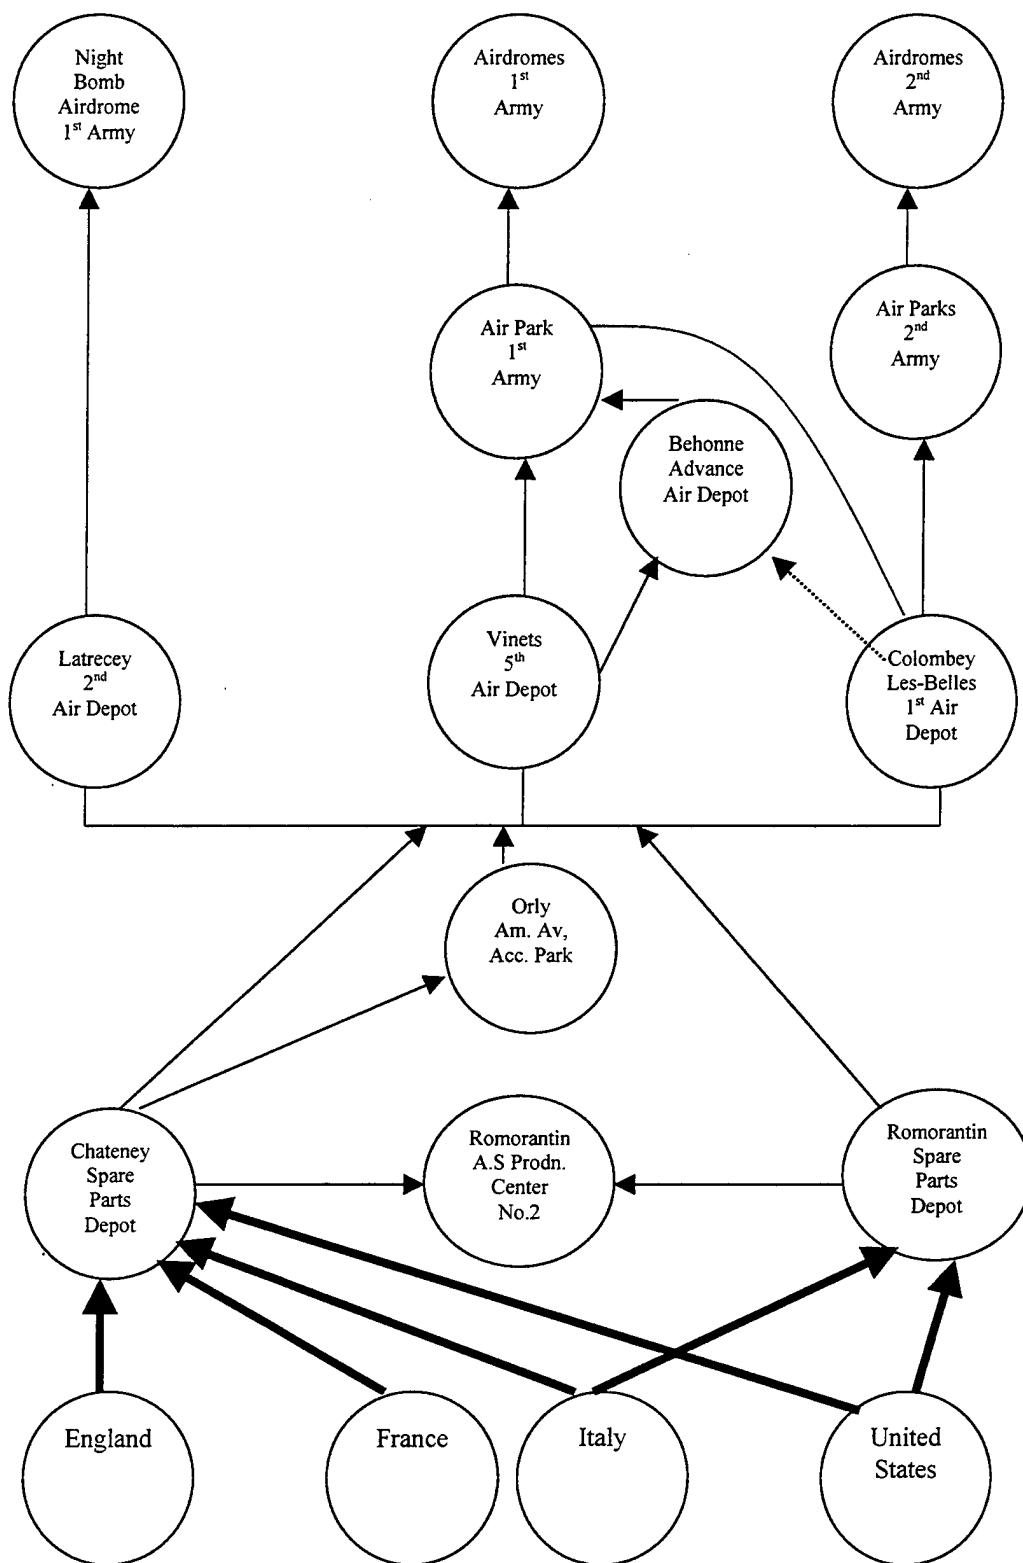 Night
Bomb
Airdrome
1st Army
Airdromes
1st
Army
Airdromes
2nd
Army
Air Park
1st
Army
Air Parks
2nd
Army
Behonne
Advance
Air Depot
Latrecey
2nd
Air Depot
Vinets
5th
Air Depot
Colombey
Les-Belles
1st Air
Depot
Orly
Am. Av,
Acc. Park
Chateney
Spare
Parts
Depot
Romorantin
A.S Prodn.
Center
No.2
Romorantin
Spare
Parts
Depot
England
France
Italy
United
States